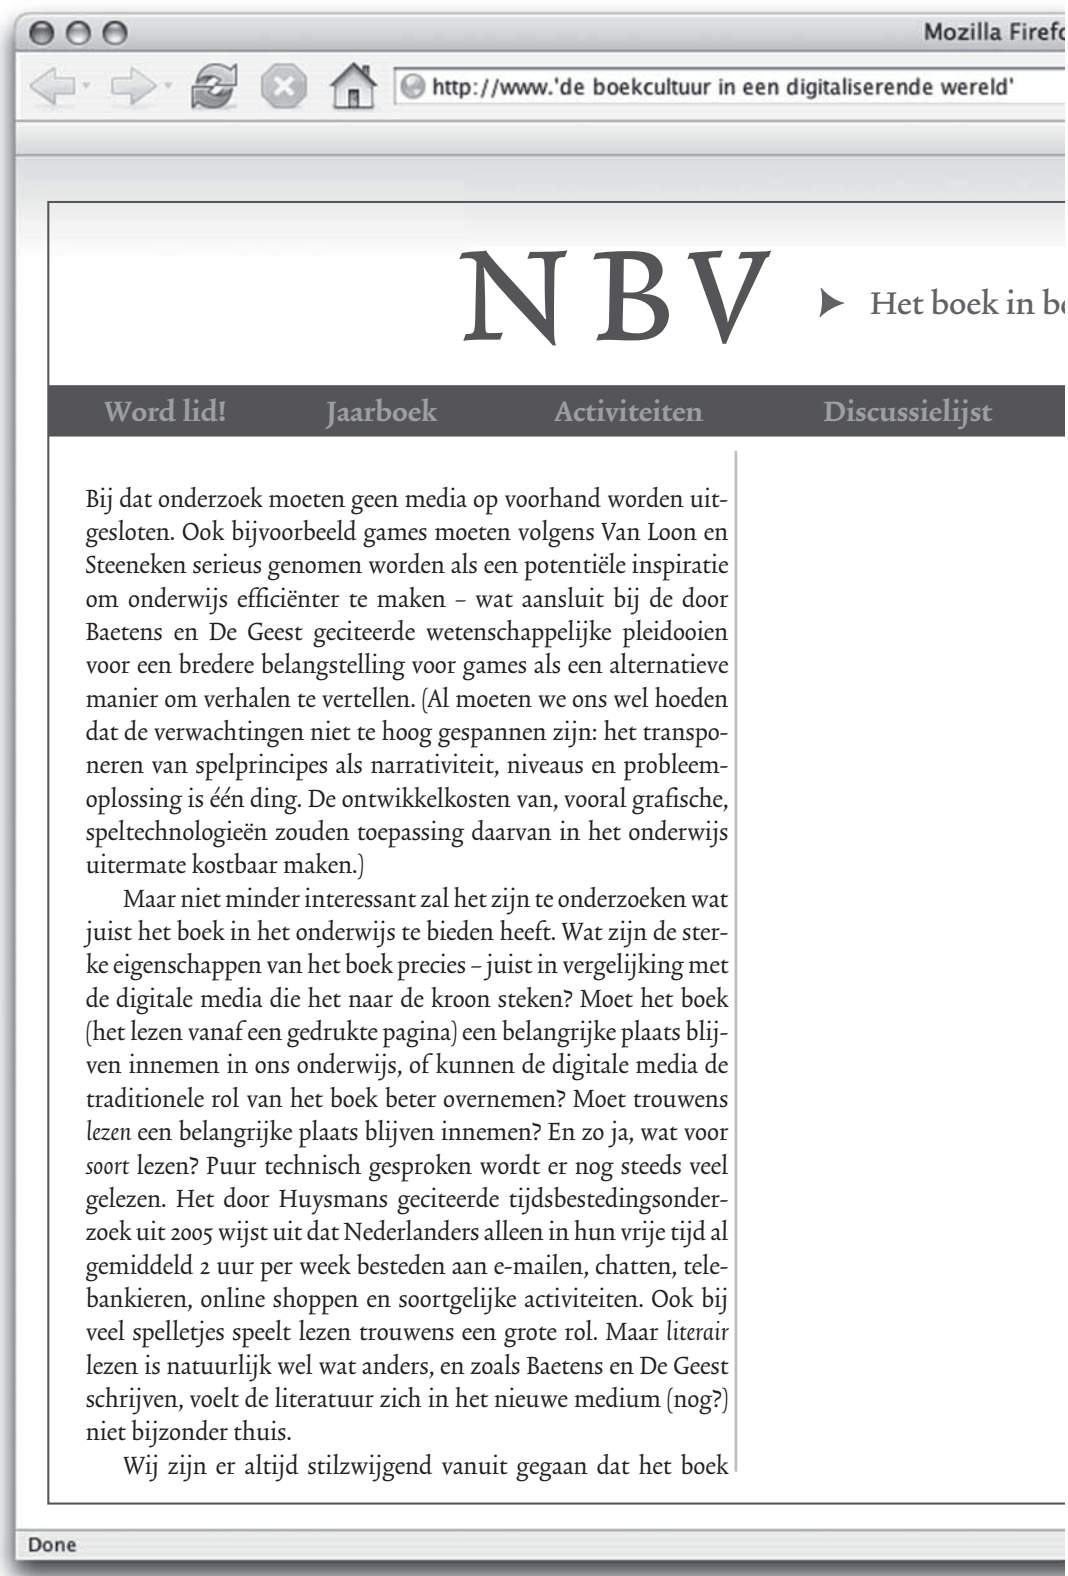 Mozilla Firefo
http://www.'de boekcultuur in een digitaliserende wereld'
NBV
Het boek in be
Word lid! Jaarboek Activiteiten Discussielijst
Bij dat onderzoek moeten geen media op voorhand worden uit-
gesloten. Ook bijvoorbeeld games moeten volgens Van Loon en
Steeneken serieus genomen worden als een potentiële inspiratie
om onderwijs efficiënter te maken – wat aansluit bij de door
Baetens en De Geest geciteerde wetenschappelijke pleidooien
voor een bredere belangstelling voor games als een alternatieve
manier om verhalen te vertellen. (Al moeten we ons wel hoeden
dat de verwachtingen niet te hoog gespannen zijn: het transpo-
neren van spelprincipes als narrativiteit, niveaus en probleem-
oplossing is één ding. De ontwikkelkosten van, vooral grafische,
speltechnologieën zouden toepassing daarvan in het onderwijs
uitermate kostbaar maken.)
Maar niet minder interessant zal het zijn te onderzoeken wat
juist het boek in het onderwijs te bieden heeft. Wat zijn de ster-
ke eigenschappen van het boek precies – juist in vergelijking met
de digitale media die het naar de kroon steken? Moet het boek
(het lezen vanaf een gedrukte pagina) een belangrijke plaats blij-
ven innemen in ons onderwijs, of kunnen de digitale media de
traditionele rol van het boek beter overnemen? Moet trouwens
lezen een belangrijke plaats blijven innemen? En zo ja, wat voor
soort lezen? Puur technisch gesproken wordt er nog steeds veel
gelezen. Het door Huysmans geciteerde tijdsbestedingsonder-
zoek uit 2005 wijst uit dat Nederlanders alleen in hun vrije tijd al
gemiddeld 2 uur per week besteden aan e-mailen, chatten, tele-
bankieren, online shoppen en soortgelijke activiteiten. Ook bij
veel spelletjes speelt lezen trouwens een grote rol. Maar literair
lezen is natuurlijk wel wat anders, en zoals Baetens en De Geest
schrijven, voelt de literatuur zich in het nieuwe medium (nog?)
niet bijzonder thuis.
Wij zijn er altijd stilzwijgend vanuit gegaan dat het boek
Done